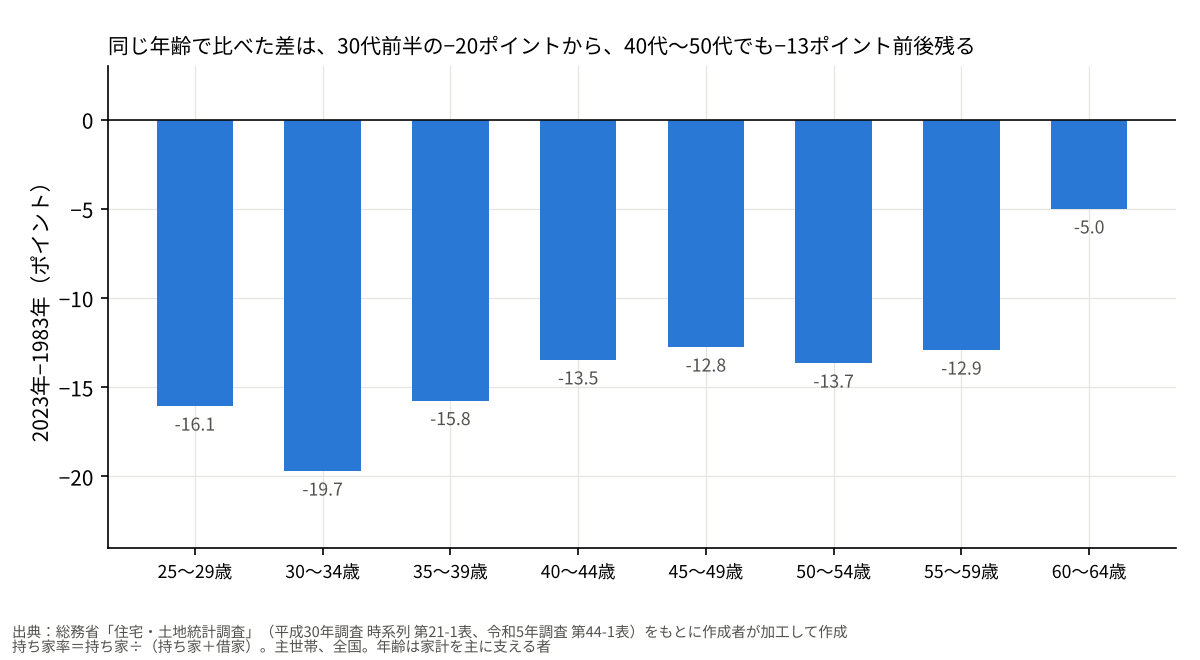 同じ年齢で比べた差は、30代前半の−20ポイントから、40代〜50代でも−13ポイント前後残る
2023年−1983年（ポイント）
0
−5
−10
−15
−20
-16.1
-19.7
-15.8
-13.5
-12.8
-13.7
-12.9
-5.0
25〜29歳
30〜34歳
35〜39歳
40〜44歳
45〜49歳
50〜54歳
55〜59歳
60〜64歳
出典：総務省「住宅・土地統計調査」（平成30年調査 時系列 第21-1表、令和5年調査 第44-1表）をもとに作成者が加工して作成
持ち家率＝持ち家÷（持ち家＋借家）。主世帯、全国。年齢は家計を主に支える者